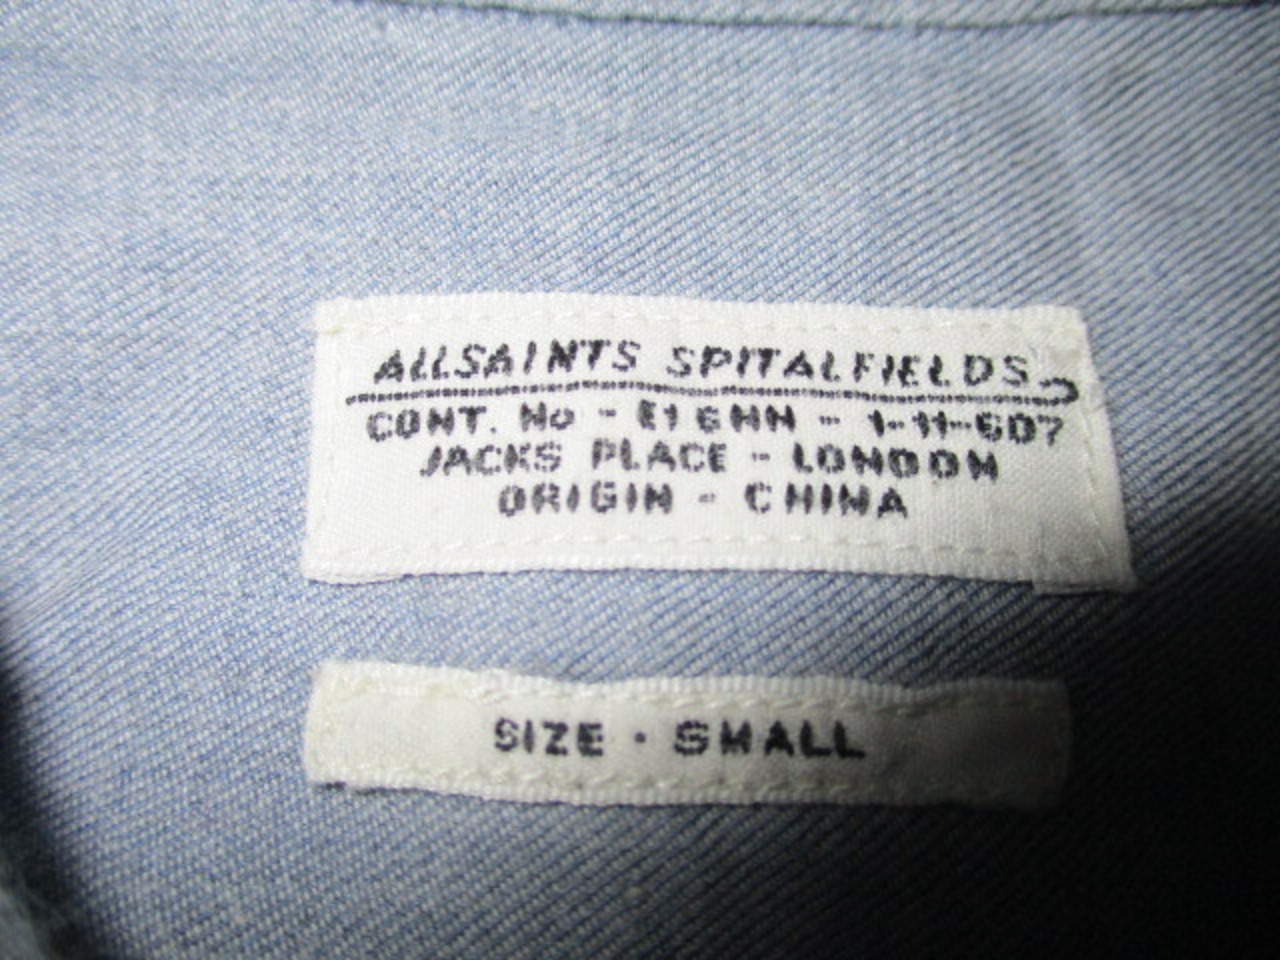 ALLSAINTS SPITALFIELDS
CONT. No - E1 6HN - 1-11-607
JACKS PLACE - LONDON
ORIGIN - CHINA
SIZE · SMALL